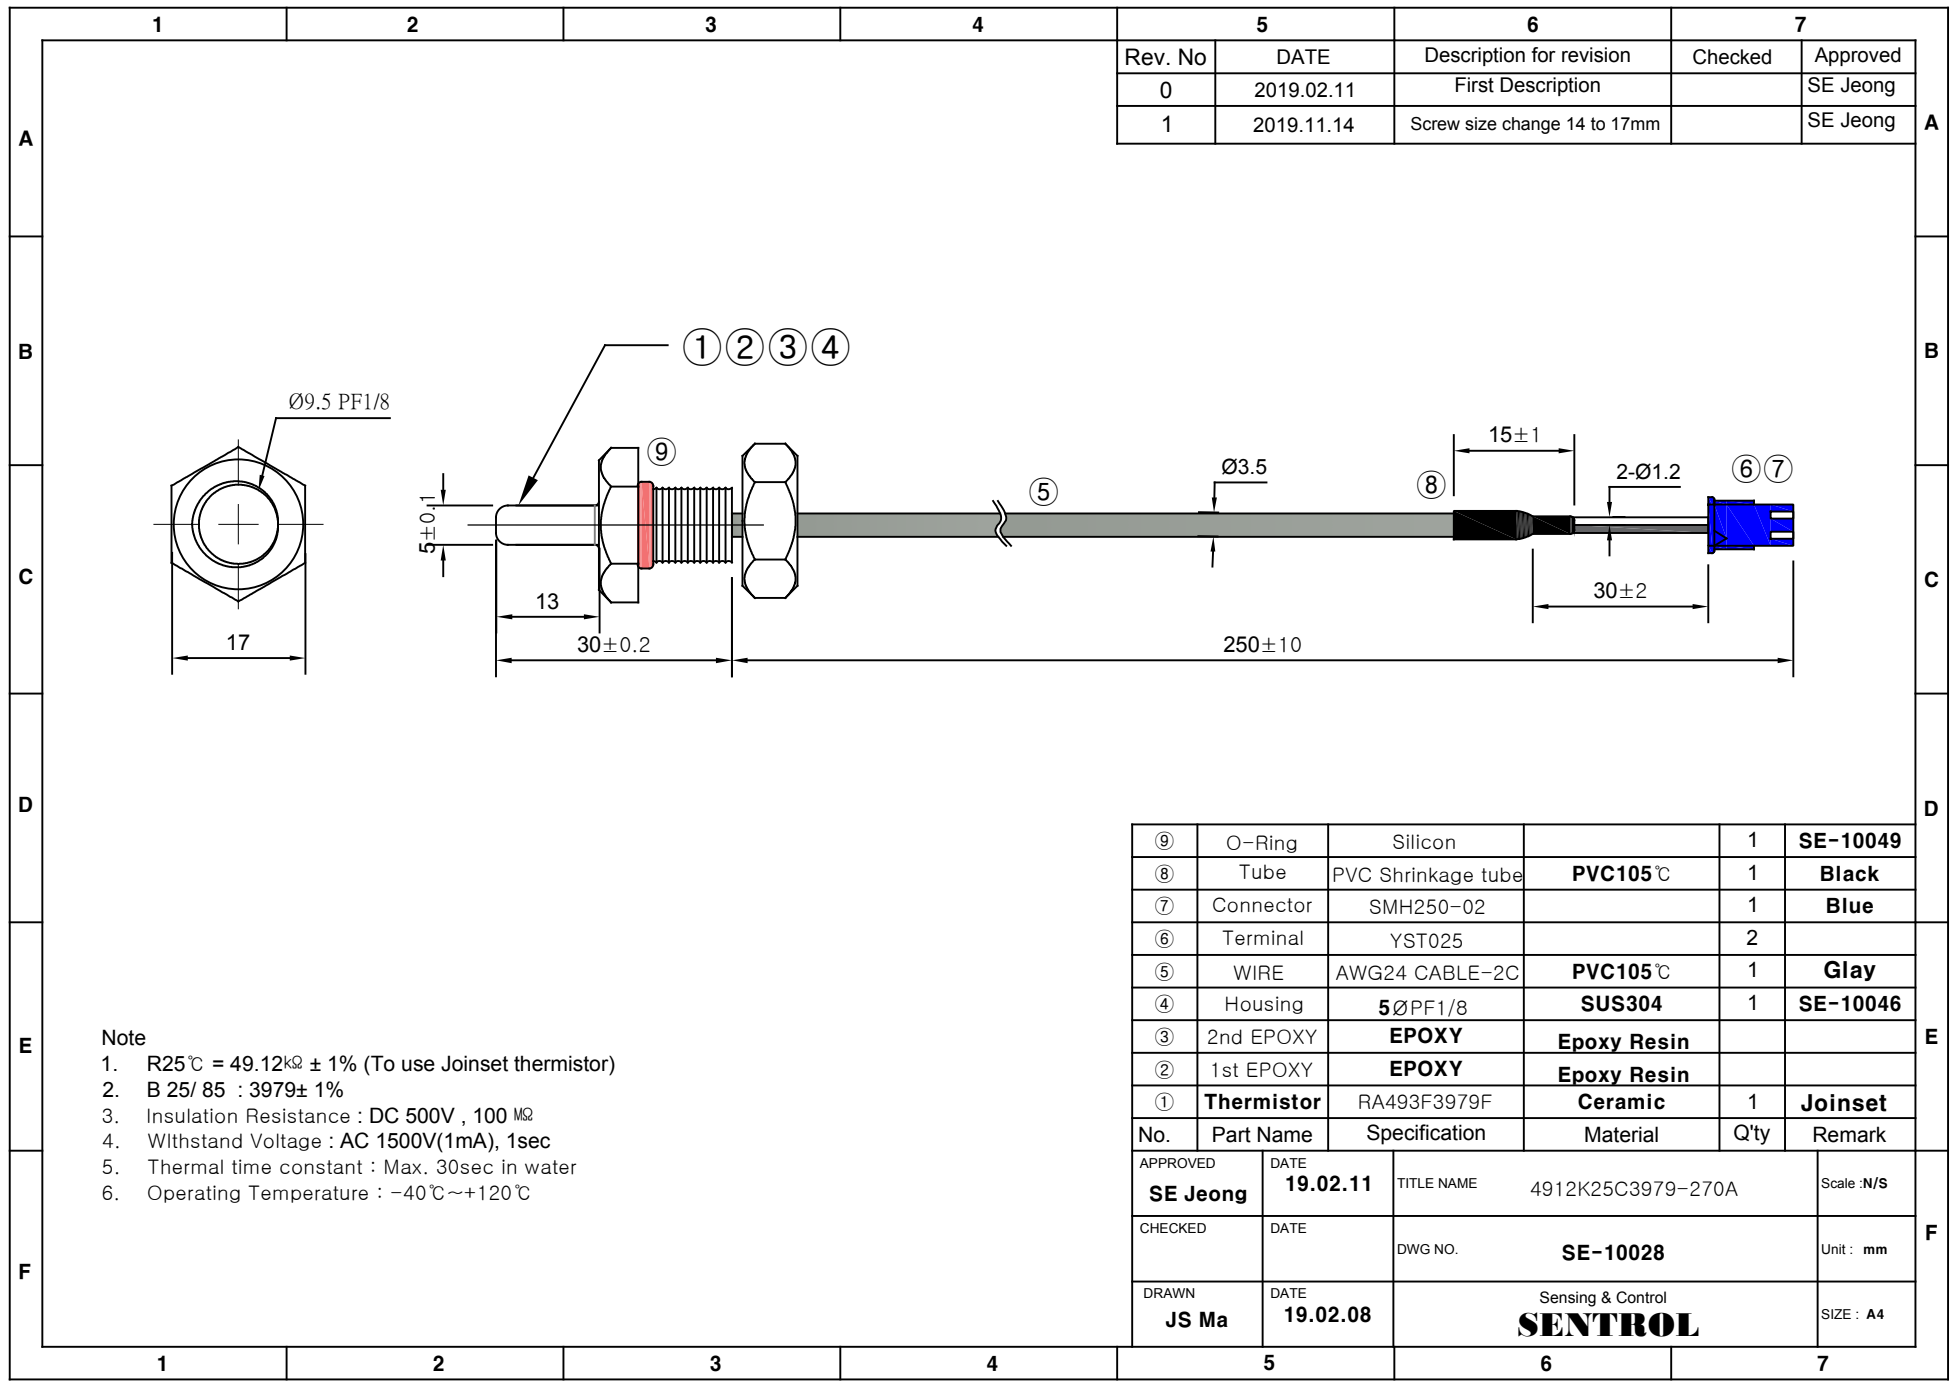 1 2 3 4 5 6 7
Rev. No DATE Description for revision Checked Approved
0 2019.02.11 First Description SE Jeong
1 2019.11.14 Screw size change 14 to 17mm SE Jeong
A A
B B
①②③④
Ø9.5 PF1/8
⑨
15±1
Ø3.5
2-Ø1.2
⑥⑦
⑧
⑤
5±0.1
C C
13
30±2
17
30±0.2
250±10
D D
⑨ O-Ring Silicon 1 SE-10049
⑧ Tube PVC Shrinkage tube PVC105℃ 1 Black
⑦ Connector SMH250-02 1 Blue
⑥ Terminal YST025 2
⑤ WIRE AWG24 CABLE-2C PVC105℃ 1 Glay
④ Housing 5ØPF1/8 SUS304 1 SE-10046
③ 2nd EPOXY EPOXY Epoxy Resin
② 1st EPOXY EPOXY Epoxy Resin
① Thermistor RA493F3979F Ceramic 1 Joinset
No. Part Name Specification Material Q'ty Remark
E E
Note
1. R25℃ = 49.12㏀ ± 1% (To use Joinset thermistor)
2. B 25/ 85 : 3979± 1%
3. Insulation Resistance : DC 500V , 100 ㏁
4. WIthstand Voltage : AC 1500V(1mA), 1sec
5. Thermal time constant : Max. 30sec in water
6. Operating Temperature : -40℃~+120℃
APPROVED SE Jeong DATE 19.02.11 TITLE NAME 4912K25C3979-270A Scale :N/S
CHECKED DATE DWG NO. SE-10028 Unit : mm
DRAWN JS Ma DATE 19.02.08 Sensing & Control SENTROL SIZE : A4
F F
1 2 3 4 5 6 7